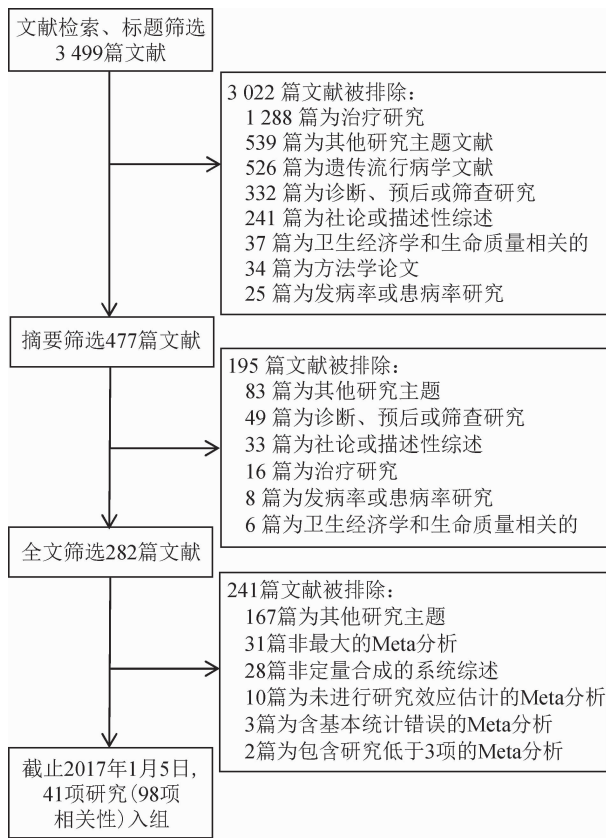 文献检索、标题筛选
3 499篇文献
3 022 篇文献被排除：
1 288 篇为治疗研究
539 篇为其他研究主题文献
526 篇为遗传流行病学文献
332 篇为诊断、预后或筛查研究
241 篇为社论或描述性综述
37 篇为卫生经济学和生命质量相关的
34 篇为方法学论文
25 篇为发病率或患病率研究
摘要筛选477篇文献
195 篇文献被排除：
83 篇为其他研究主题
49 篇为诊断、预后或筛查研究
33 篇为社论或描述性综述
16 篇为治疗研究
8 篇为发病率或患病率研究
6 篇为卫生经济学和生命质量相关的
全文筛选282篇文献
241篇文献被排除：
167篇为其他研究主题
31篇非最大的Meta分析
28篇非定量合成的系统综述
10篇为未进行研究效应估计的Meta分析
3篇为含基本统计错误的Meta分析
2篇为包含研究低于3项的Meta分析
截止2017年1月5日，
41项研究（98项
相关性）入组